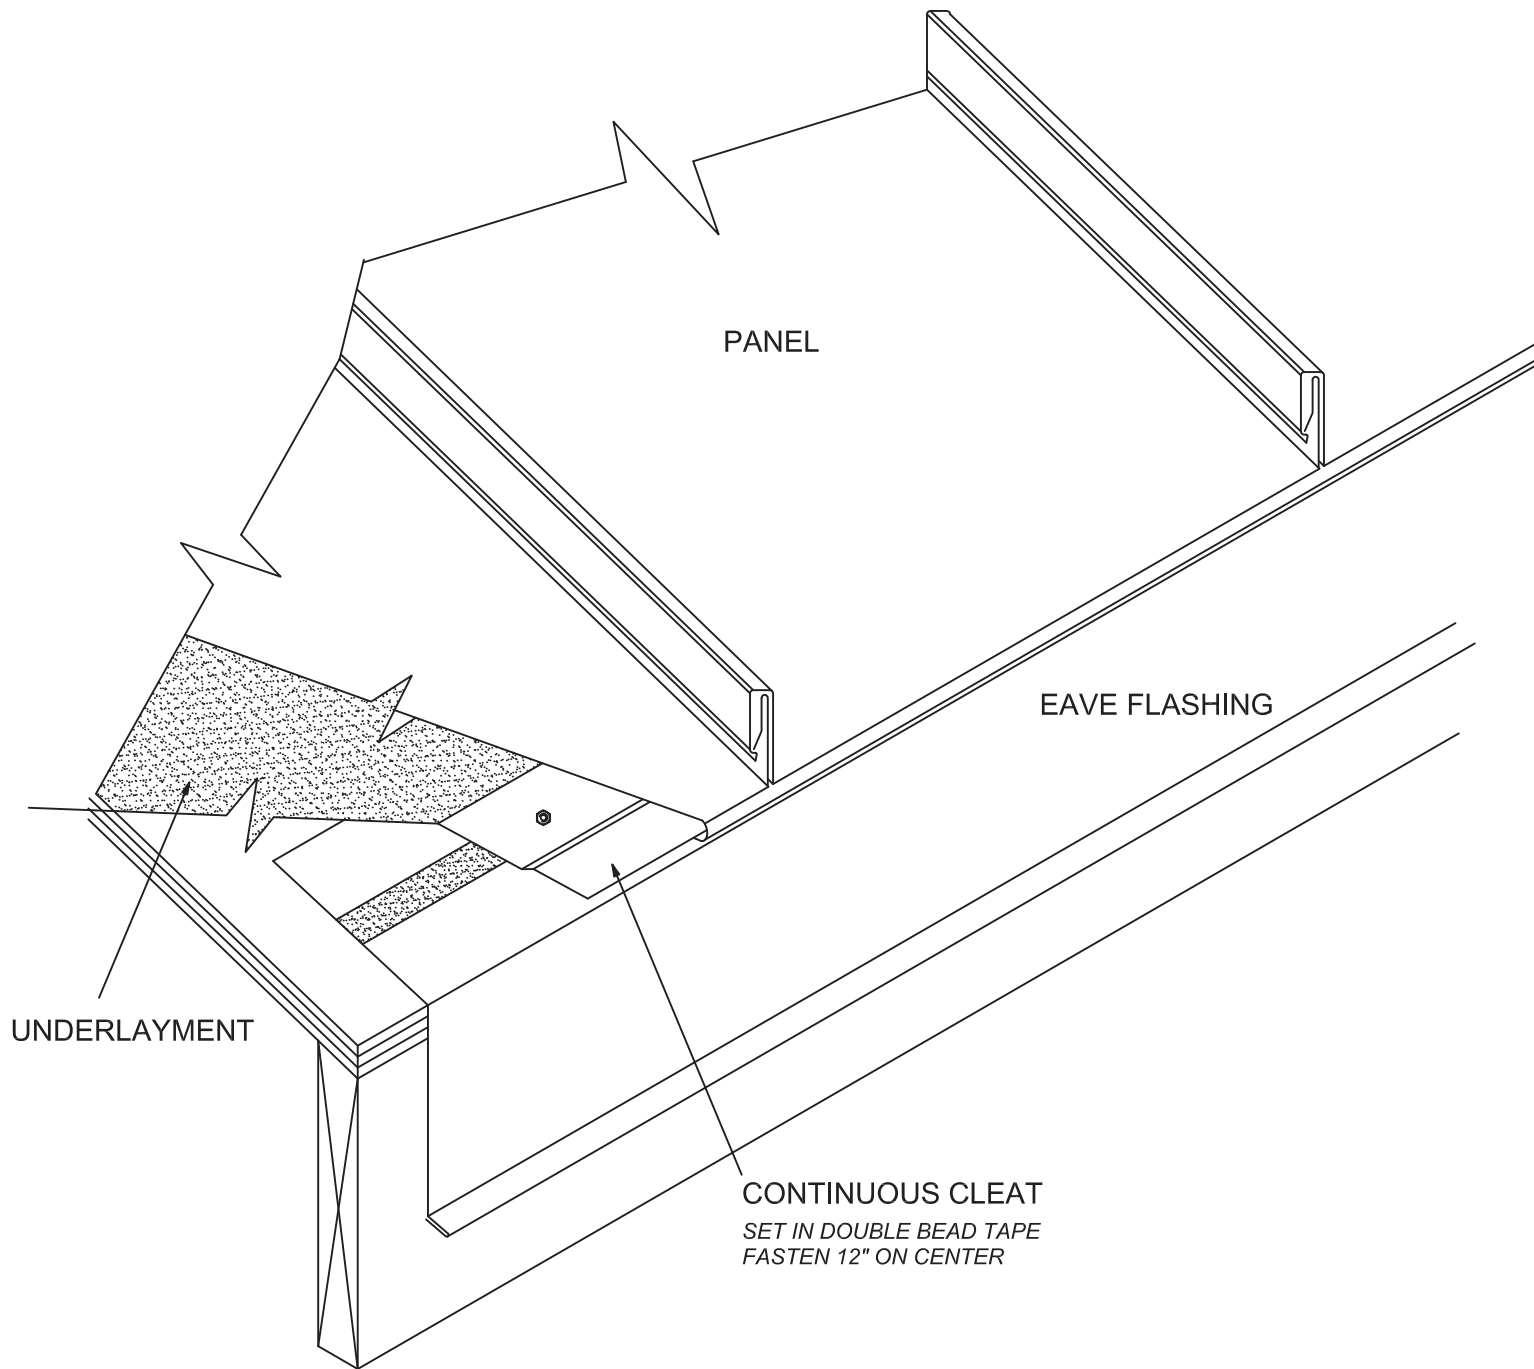 PANEL
EAVE FLASHING
UNDERLAYMENT
CONTINUOUS CLEAT
SET IN DOUBLE BEAD TAPE
FASTEN 12" ON CENTER